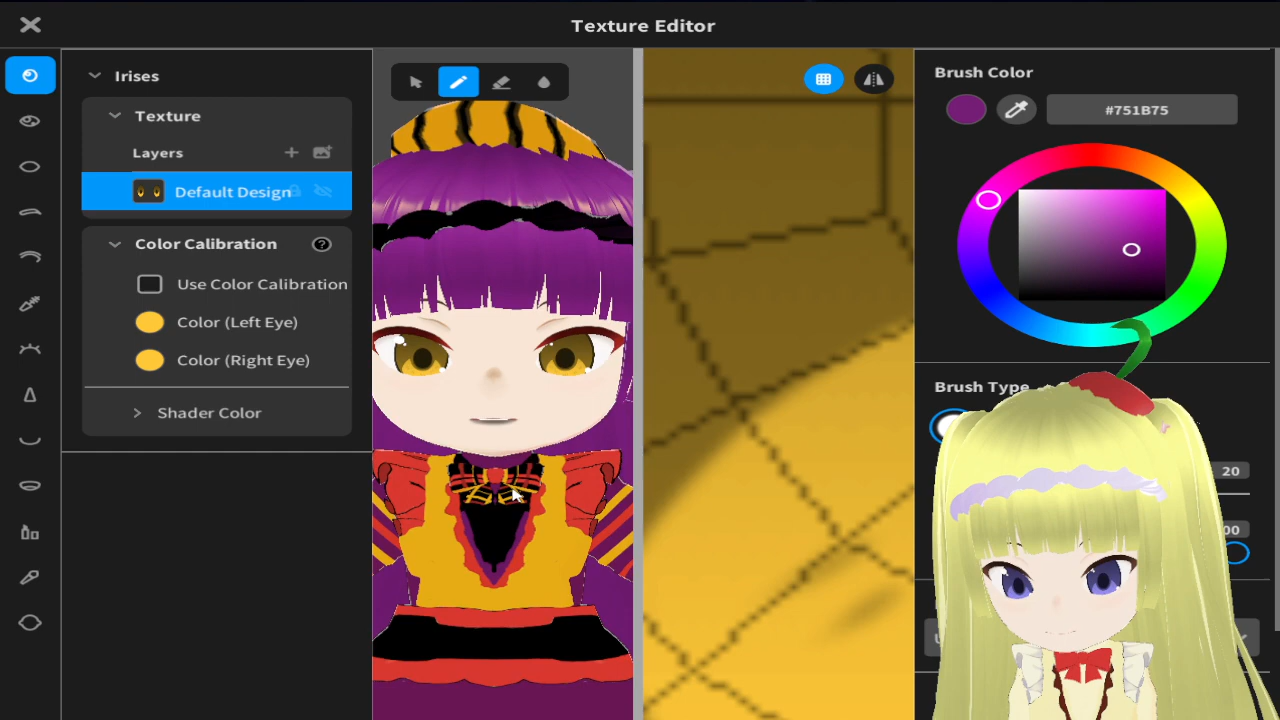 Texture Editor
Irises
Texture
Layers
Default Design
Color Calibration
Use Color Calibration
Color (Left Eye)
Color (Right Eye)
Shader Color
Brush Color
#751B75
Brush Type
20
00